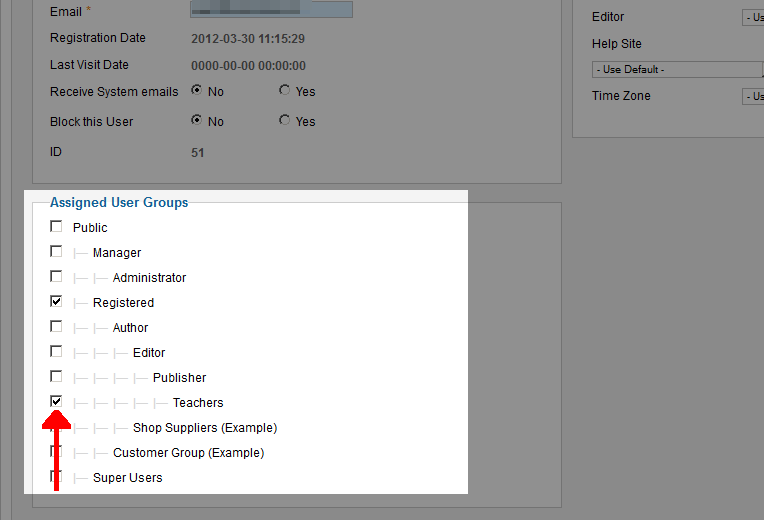 Email *
Registration Date 2012-03-30 11:15:29
Last Visit Date 0000-00-00 00:00:00
Receive System emails No Yes
Block this User No Yes
ID 51
Editor - Us
Help Site
- Use Default -
Time Zone - Us
Assigned User Groups
Public
|— Manager
|— |— Administrator
|— Registered
|— |— Author
|— |— |— Editor
|— |— |— |— Publisher
|— |— |— |— |— Teachers
|— |— |— Shop Suppliers (Example)
|— |— Customer Group (Example)
|— Super Users